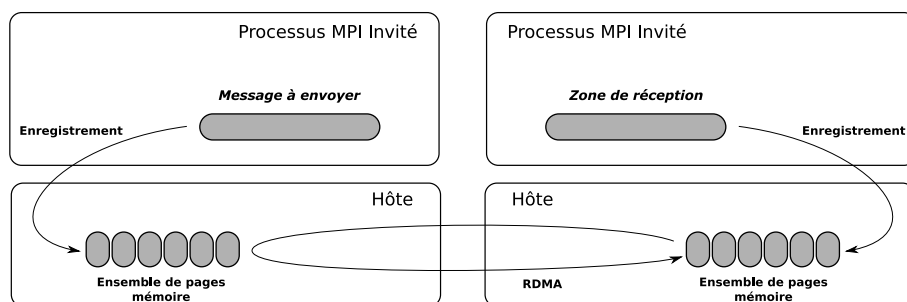 Processus MPI Invité
Processus MPI Invité
Message à envoyer
Zone de réception
Enregistrement
Enregistrement
Hôte
Hôte
Ensemble de pages
mémoire
RDMA
Ensemble de pages
mémoire